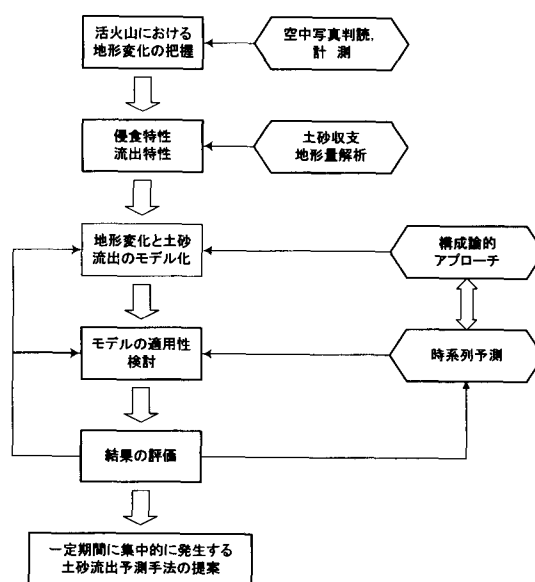 活火山における
地形変化の把握
空中写真判読,
計 測
侵食特性
流出特性
土砂収支
地形量解析
地形変化と土砂
流出のモデル化
構成論的
アプローチ
モデルの適用性
検討
時系列予測
結果の評価
一定期間に集中的に発生する
土砂流出予測手法の提案